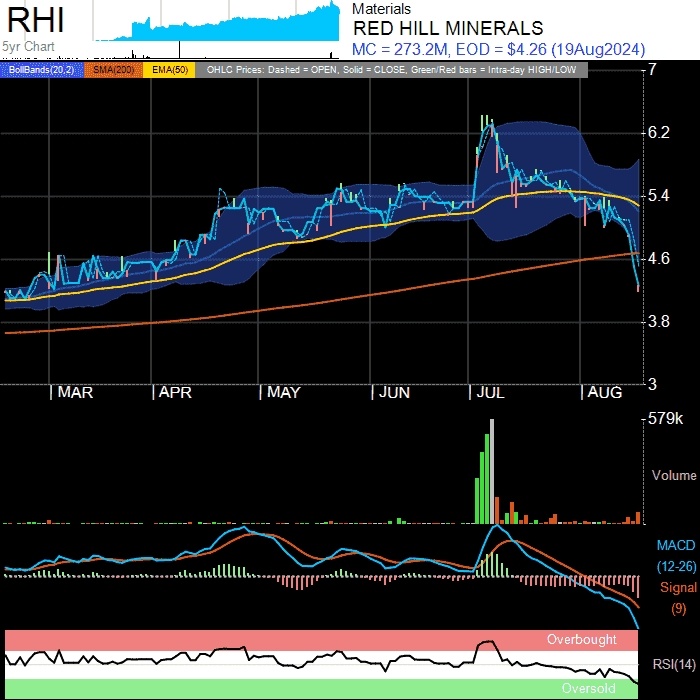 RHI
5yr Chart
Materials
RED HILL MINERALS
MC = 273.2M, EOD = $4.26 (19Aug2024)
BollBands(20,2) SMA(200) EMA(50) OHLC Prices: Dashed = OPEN, Solid = CLOSE, Green/Red bars = Intra-day HIGH/LOW
7
6.2
5.4
4.6
3.8
3
MAR APR MAY JUN JUL AUG
579k
Volume
MACD
(12-26)
Signal
(9)
Overbought
RSI(14)
Oversold